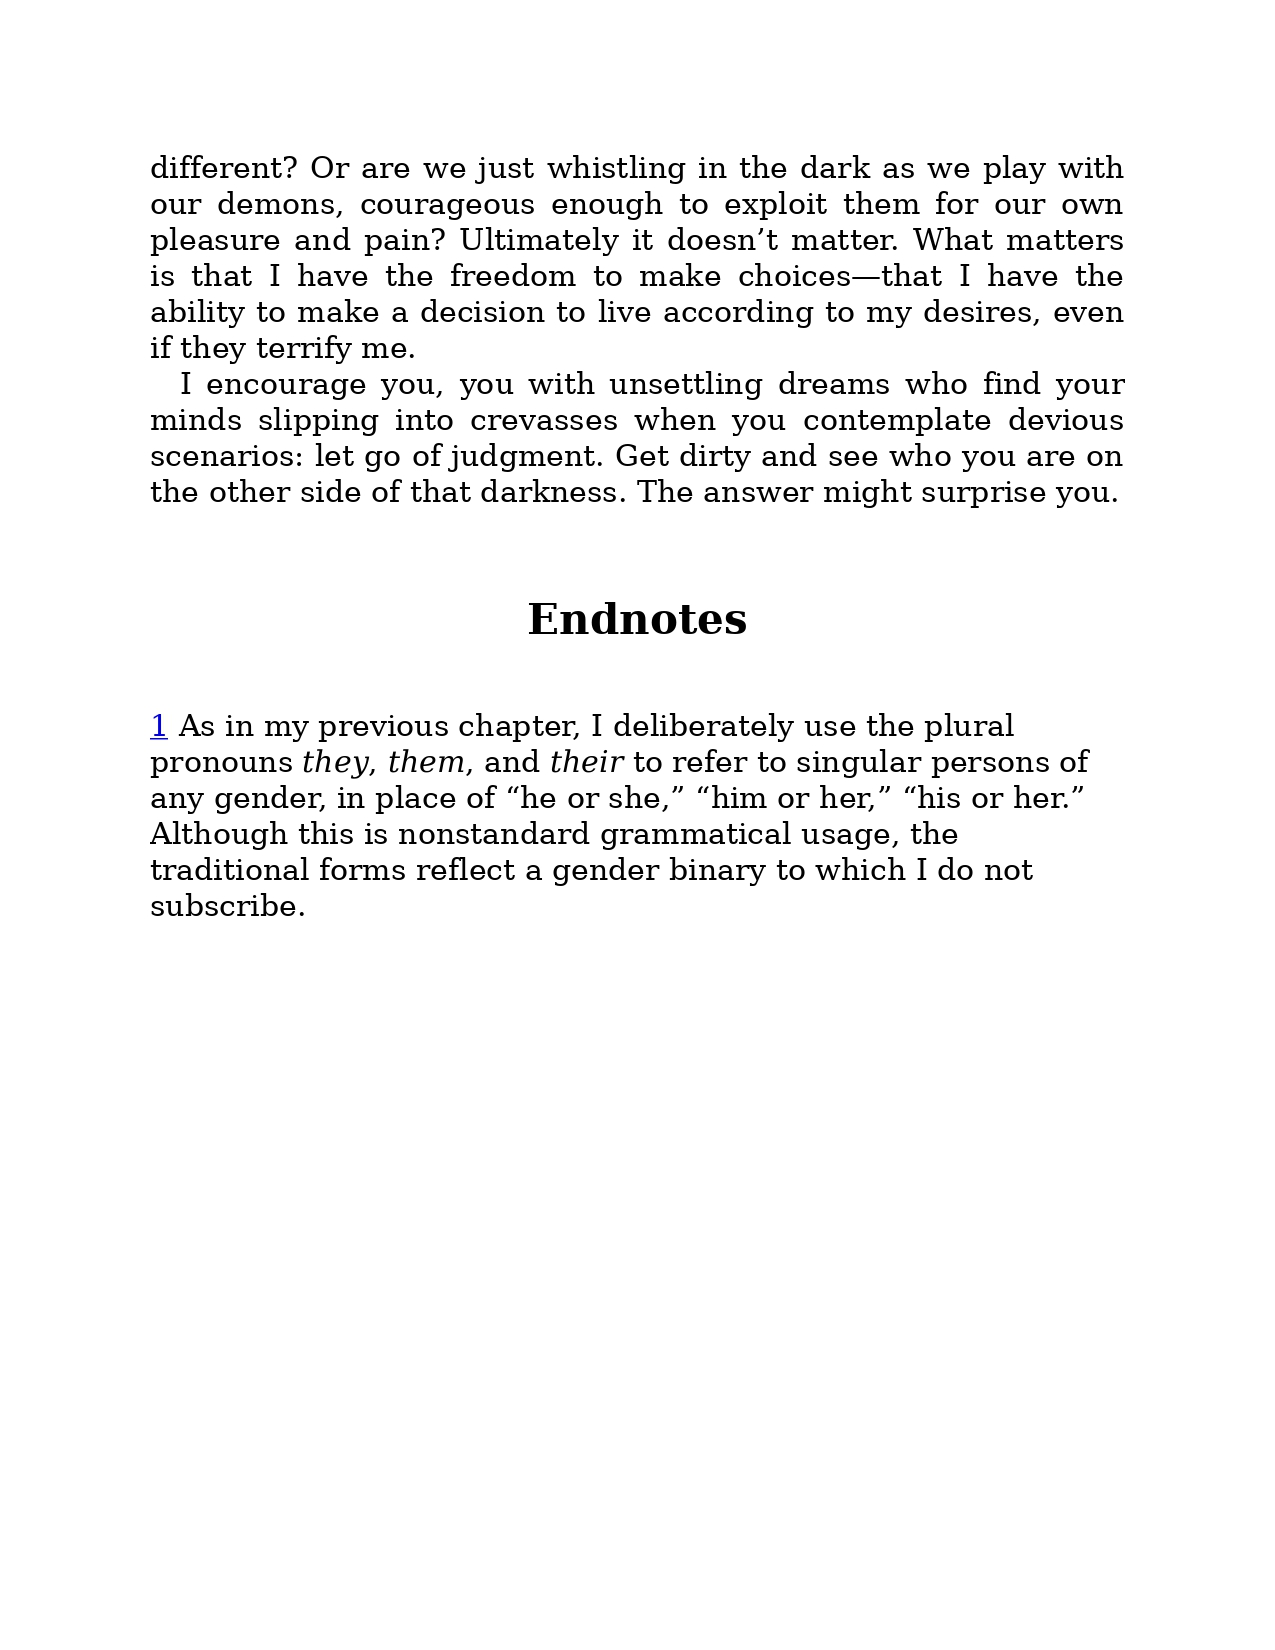 different? Or are we just whistling in the dark as we play with
our demons, courageous enough to exploit them for our own
pleasure and pain? Ultimately it doesn’t matter. What matters
is that I have the freedom to make choices—that I have the
ability to make a decision to live according to my desires, even
if they terrify me.
I encourage you, you with unsettling dreams who find your
minds slipping into crevasses when you contemplate devious
scenarios: let go of judgment. Get dirty and see who you are on
the other side of that darkness. The answer might surprise you.
Endnotes
1 As in my previous chapter, I deliberately use the plural
pronouns they, them, and their to refer to singular persons of
any gender, in place of “he or she,” “him or her,” “his or her.”
Although this is nonstandard grammatical usage, the
traditional forms reflect a gender binary to which I do not
subscribe.